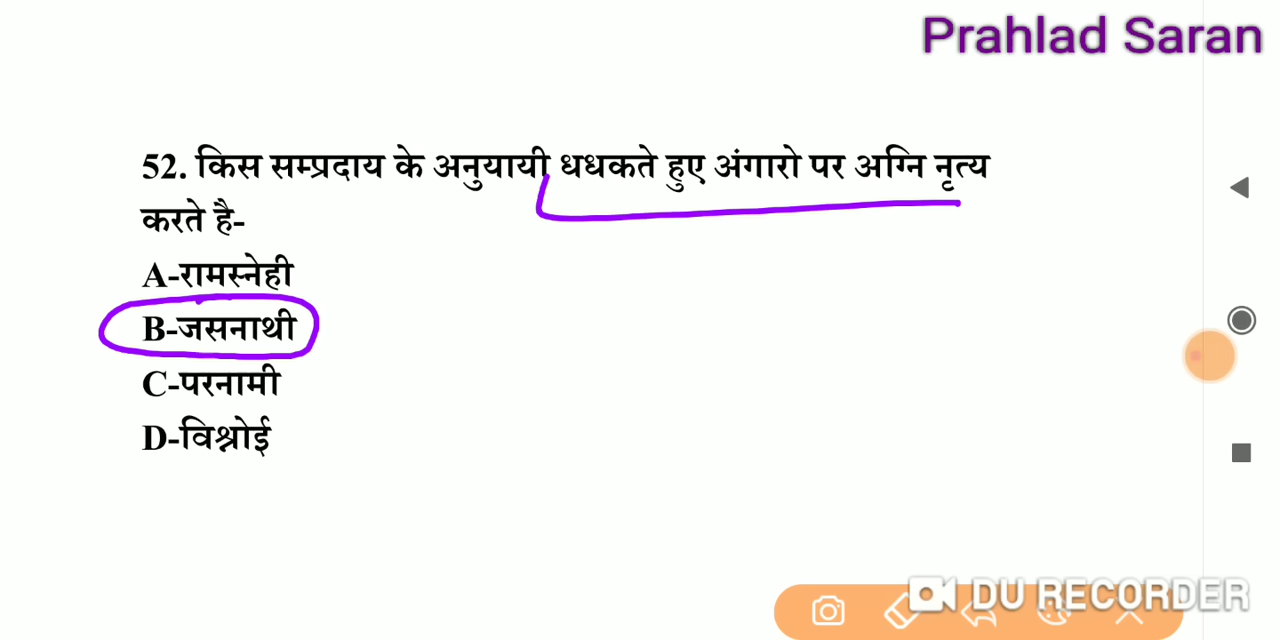 Prahlad Saran
52. किस सम्प्रदाय के अनुयायी धधकते हुए अंगारो पर अग्नि नृत्य
करते है-
A-रामस्नेही
B-जसनाथी
C-परनामी
D-विश्नोई
DU RECORDER